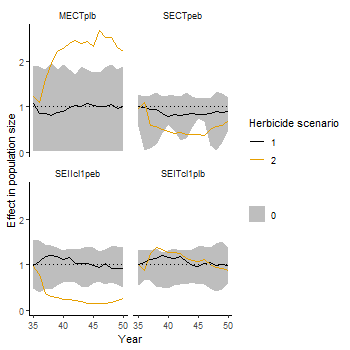 MECTplb
SECTpeb
2
1
0
SEIIcl1peb
SEITcl1plb
2
1
0
35 40 45 50
35 40 45 50
Year
Effect in population size
Herbicide scenario
1
2
0